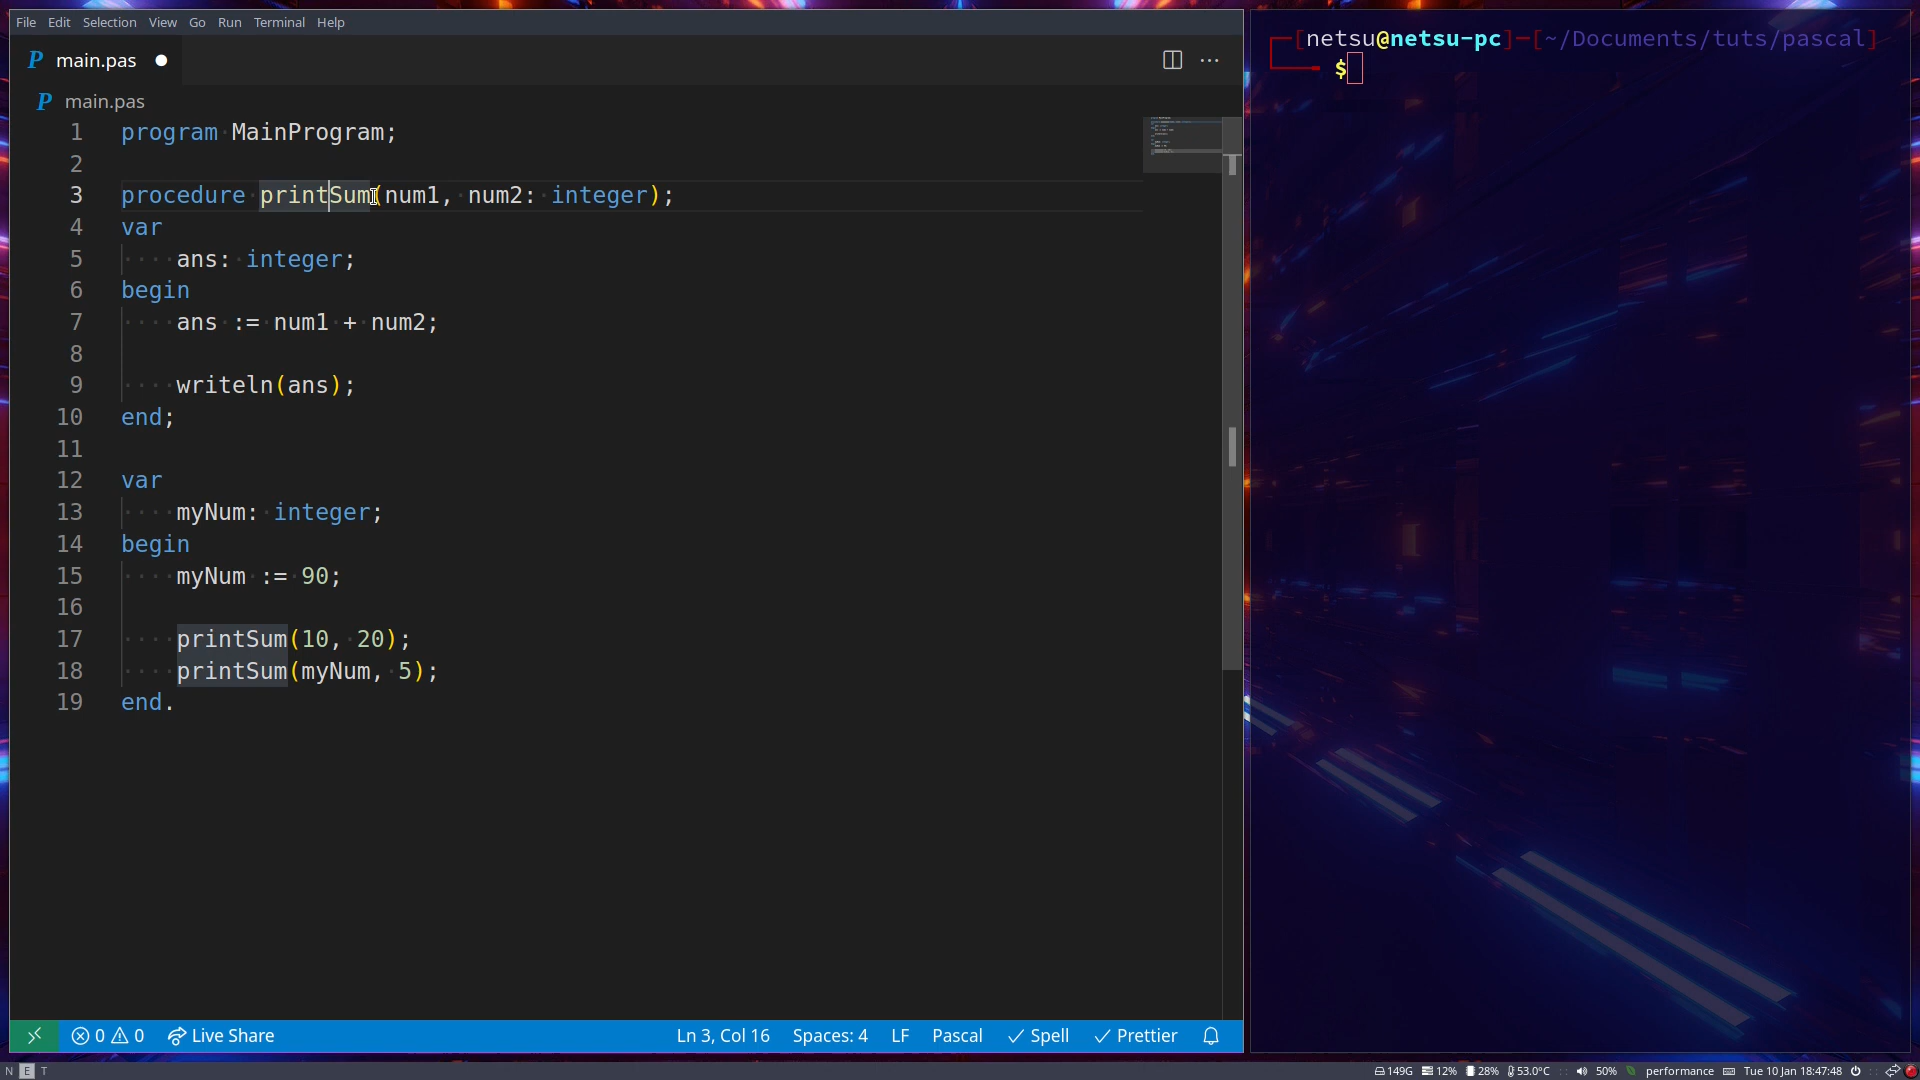 File Edit Selection View Go Run Terminal Help
main.pas
main.pas
1 program MainProgram;
2
3 procedure printSum(num1, num2: integer);
4 var
5 ans: integer;
6 begin
7 ans := num1 + num2;
8
9 writeln(ans);
10 end;
11
12 var
13 myNum: integer;
14 begin
15 myNum := 90;
16
17 printSum(10, 20);
18 printSum(myNum, 5);
19 end.
0 0 Live Share Ln 3, Col 16 Spaces: 4 LF Pascal Spell Prettier
[netsu@netsu-pc]-[~/Documents/tuts/pascal]
$
N E T 149G 12% 28% 53.0°C 50% performance Tue 10 Jan 18:47:48